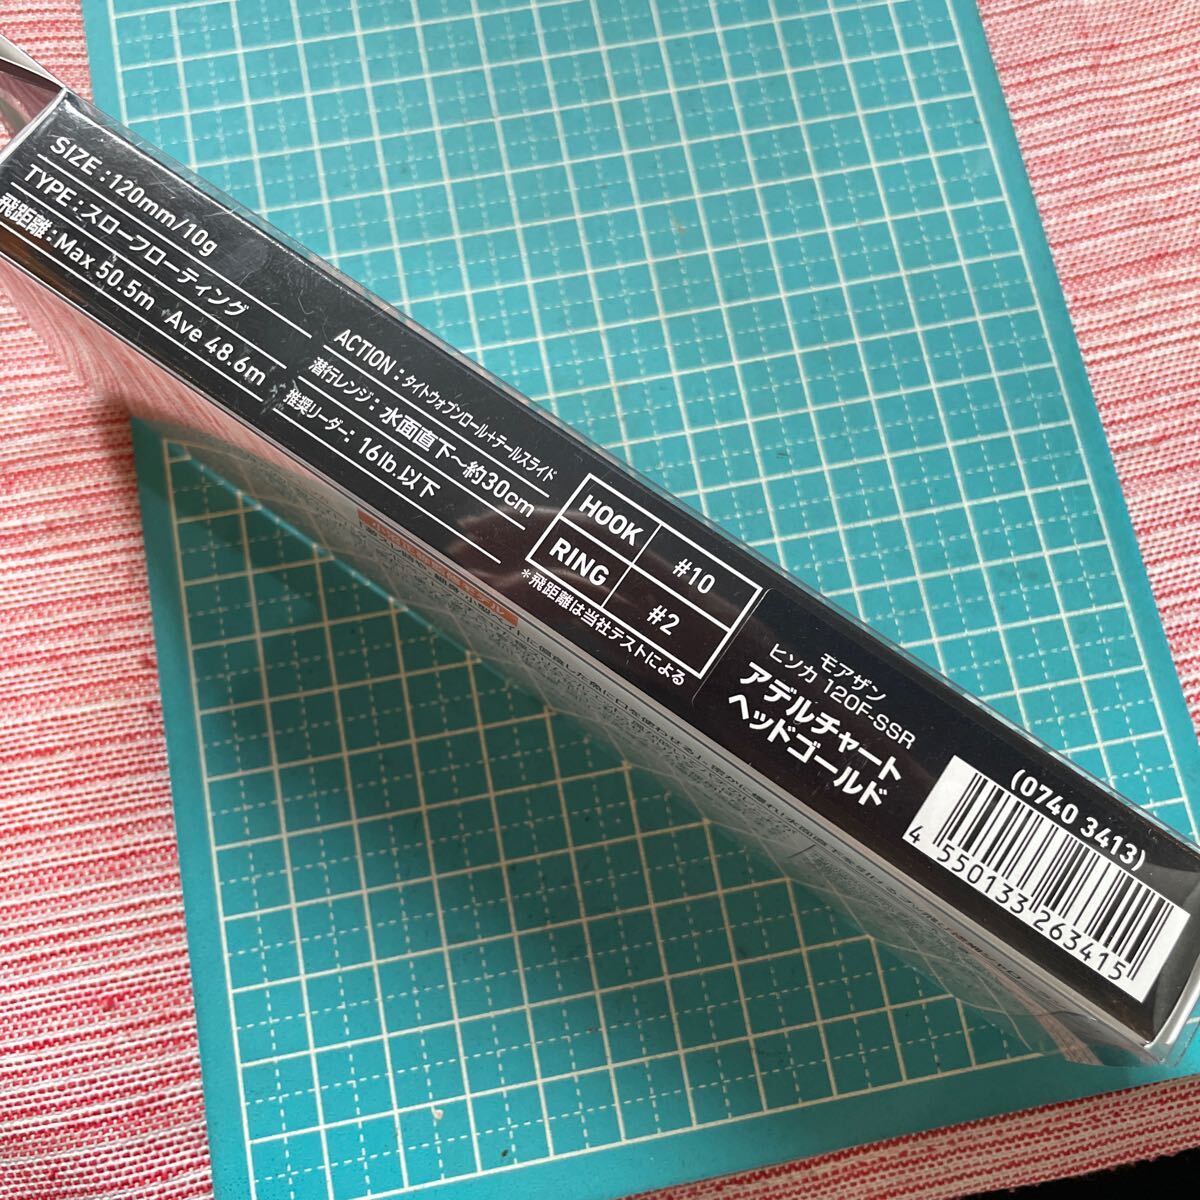 SIZE：120mm/10g
TYPE：スローフローティング
飛距離：Max 50.5m Ave 48.6m
ACTION：タイトウォブンロール+テールスライド
潜行レンジ：水面直下～約30cm
推奨リーダー：16lb.以下
HOOK #10
RING #2
*飛距離は当社テストによる
モアザン
ヒソカ 120F-SSR
アデルチャート
ヘッドゴールド
(0740 3413)
4 550133 263415